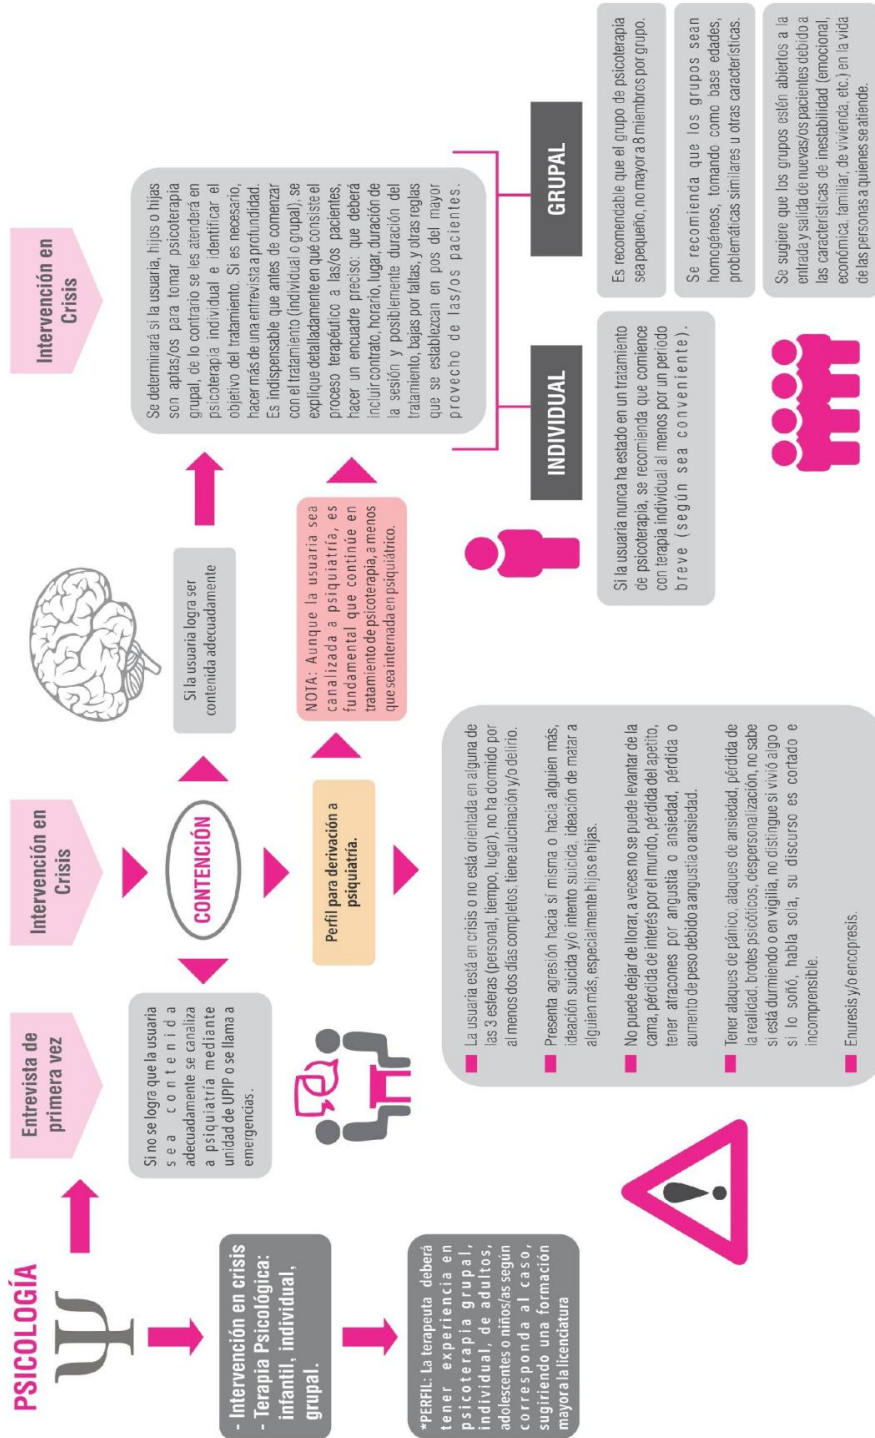 PSICOLOGÍA
- Intervención en crisis
- Terapia Psicológica:
infantil, individual,
grupal.
*PERFIL: La terapeuta deberá
tener experiencia en
psicoterapia grupal,
individual, de adultos,
adolescentes o niños/as según
corresponda al caso,
sugiriendo una formación
mayor a la licenciatura
Entrevista de
primera vez
Intervención en
Crisis
Intervención en
Crisis
Si no se logra que la usuaria
sea contenida
adecuadamente se canaliza
a psiquiatría mediante
unidad de UPIP o se llama a
emergencias.
CONTENCIÓN
Si la usuaria logra ser
contenida adecuadamente
Perfil para derivación a
psiquiatría.
NOTA: Aunque la usuaria sea
canalizada a psiquiatría, es
fundamental que continúe en
tratamiento de psicoterapia, a menos
que sea internada en psiquiátrico.
La usuaria está en crisis o no está orientada en alguna de
las 3 esferas (personal, tiempo, lugar), no ha dormido por
al menos dos días completos, tiene alucinación y/o delirio.
Presenta agresión hacia sí misma o hacia alguien más,
ideación suicida y/o intento suicida, ideación de matar a
alguien más, especialmente hijos e hijas.
No puede dejar de llorar, a veces no se puede levantar de la
cama, pérdida de interés por el mundo, pérdida del apetito,
tener atracones por angustia o ansiedad, pérdida o
aumento de peso debido a angustia o ansiedad.
Tener ataques de pánico, ataques de ansiedad, pérdida de
la realidad, brotes psicóticos, despersonalización, no sabe
si está durmiendo o en vigilia, no distingue si vivió algo o
si lo soñó, habla sola, su discurso es cortado e
incomprensible.
Enuresis y/o encopresis.
Se determinará si la usuaria, hijos o hijas
son aptas/os para tomar psicoterapia
grupal, de lo contrario se les atenderá en
psicoterapia individual e identificar el
objetivo del tratamiento. Si es necesario,
hacer más de una entrevista a profundidad.
Es indispensable que antes de comenzar
con el tratamiento (individual o grupal), se
explique detalladamente en qué consiste el
proceso terapéutico a las/os pacientes,
hacer un encuadre preciso: que deberá
incluir contrato, horario, lugar, duración de
la sesión y posiblemente duración del
tratamiento, bajas por faltas, y otras reglas
que se establezcan en pos del mayor
provecho de las/os pacientes.
INDIVIDUAL
Si la usuaria nunca ha estado en un tratamiento
de psicoterapia, se recomienda que comience
con terapia individual al menos por un período
breve (según sea conveniente).
GRUPAL
Es recomendable que el grupo de psicoterapia
sea pequeño, no mayor a 8 miembros por grupo.
Se recomienda que los grupos sean
homogéneos, tomando como base edades,
problemáticas similares u otras características.
Se sugiere que los grupos estén abiertos a la
entrada y salida de nuevas/os pacientes debido a
las características de inestabilidad (emocional,
económica, familiar, de vivienda, etc.) en la vida
de las personas a quienes se atiende.